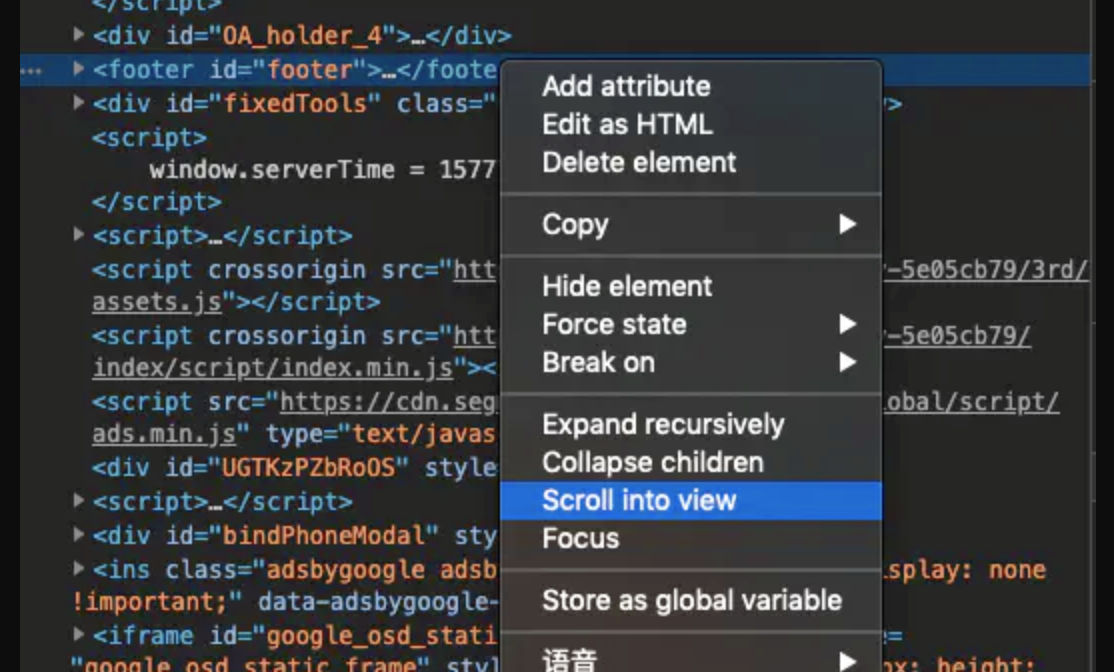 </script>
<div id="OA_holder_4">…</div>
<footer id="footer">…</foote
<div id="fixedTools" class=" v>
<script>
window.serverTime = 1577
</script>
<script>…</script>
<script crossorigin src="htt -5e05cb79/3rd/
assets.js"></script>
<script crossorigin src="htt -5e05cb79/
index/script/index.min.js"><
<script src="https://cdn.seg obal/script/
ads.min.js" type="text/javas
<div id="UGTKzPZbRoOS" style
<script>…</script>
<div id="bindPhoneModal" sty
<ins class="adsbygoogle adsb splay: none
!important;" data-adsbygoogle-
<iframe id="google_osd_stati =
"google_osd_static_frame" styl ox; height:
Add attribute
Edit as HTML
Delete element
Copy
Hide element
Force state
Break on
Expand recursively
Collapse children
Scroll into view
Focus
Store as global variable
语音